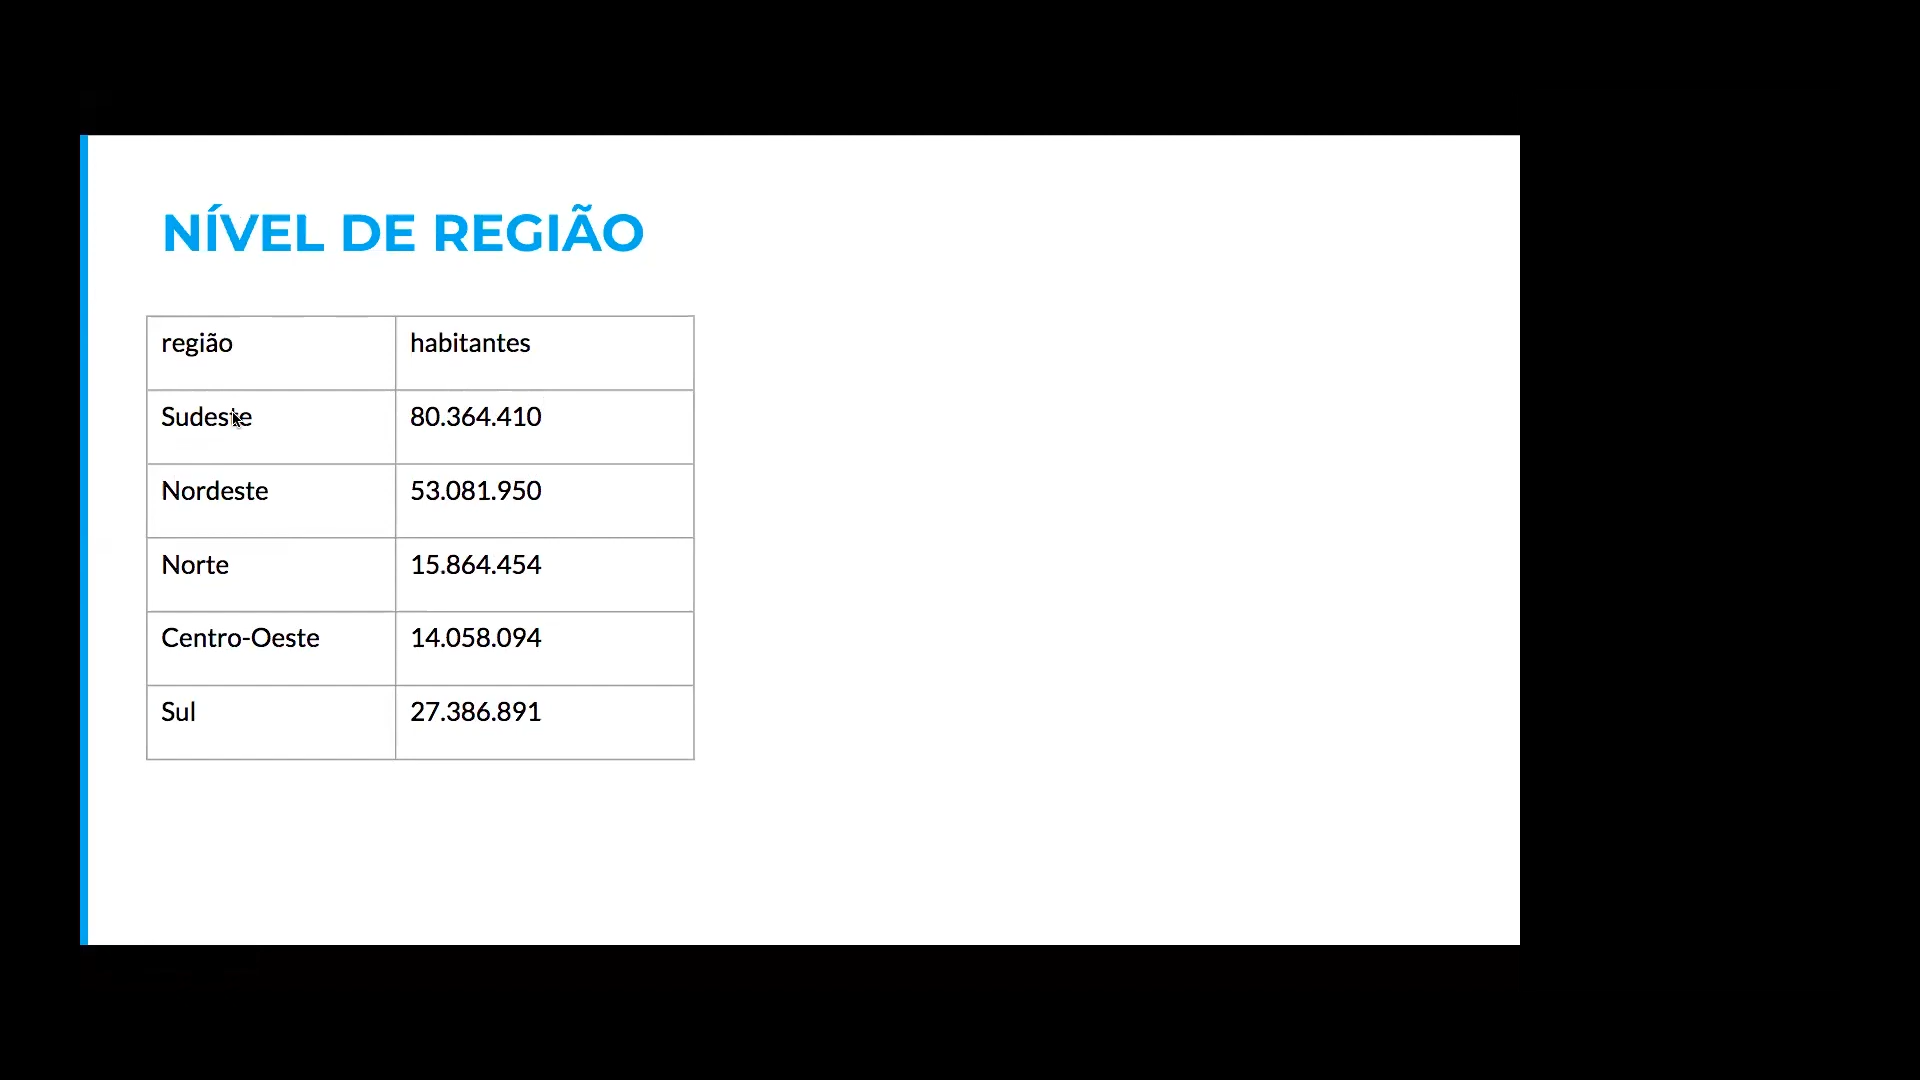 NÍVEL DE REGIÃO
região habitantes
Sudeste 80.364.410
Nordeste 53.081.950
Norte 15.864.454
Centro-Oeste 14.058.094
Sul 27.386.891